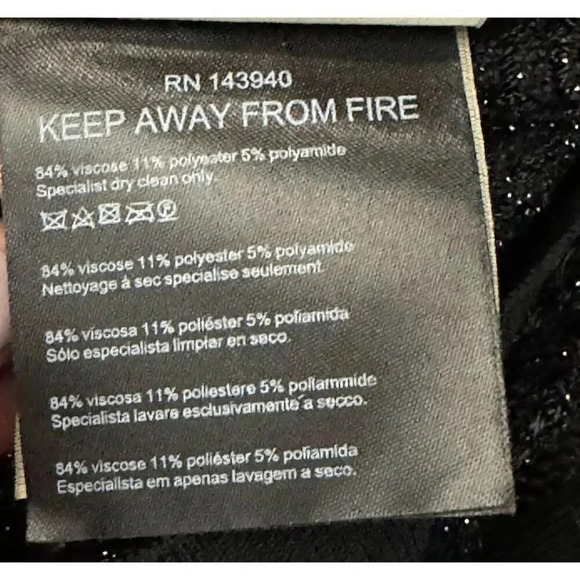 RN 143940
KEEP AWAY FROM FIRE
84% viscose 11% polyester 5% polyamide
Specialist dry clean only.
84% viscose 11% polyester 5% polyamide
Nettoyage à sec specialise seulement.
84% viscosa 11% poliéster 5% poliamida
Sólo especialista limpiar en seco.
84% viscosa 11% poliestere 5% poliammide
Specialista lavare esclusivamente a secco.
84% viscose 11% poliéster 5% poliamida
Especialista em apenas lavagem a seco.